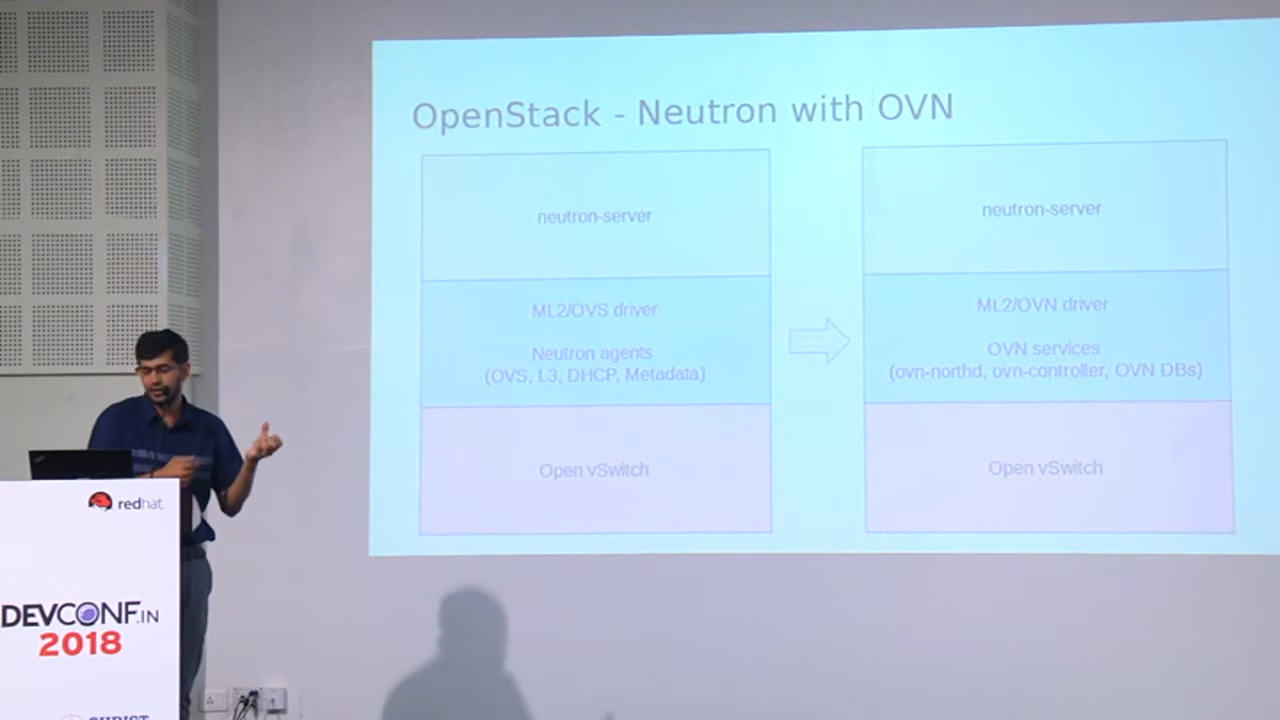 OpenStack - Neutron with OVN
neutron-server
ML2/OVS driver
Neutron agents
(OVS, L3, DHCP, Metadata)
Open vSwitch
neutron-server
ML2/OVN driver
OVN services
(ovn-northd, ovn-controller, OVN DBs)
Open vSwitch
redhat
DEVCONF.IN
2018
CHRIST